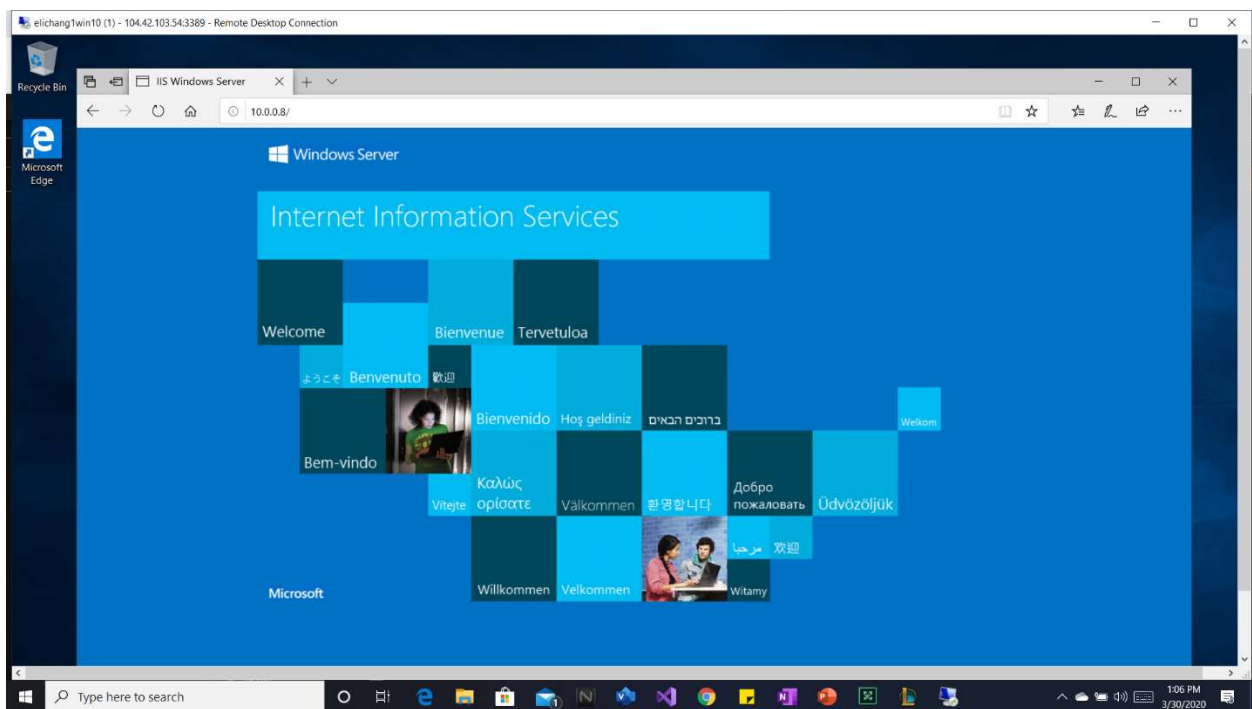 elichang1win10 (1) - 104.42.103.54:3389 - Remote Desktop Connection
Recycle Bin
IIS Windows Server
10.0.0.8/
Microsoft
Edge
Windows Server
Internet Information Services
Welcome
Bienvenue
Tervetuloa
ようこそ
Benvenuto
歡迎
Bienvenido
Hoş geldiniz
ברוכים הבאים
Welkom
Bem-vindo
Vítejte
Καλώς
ορίσατε
Välkommen
환영합니다
Добро
пожаловать
Üdvözöljük
مرحبا
欢迎
Microsoft
Willkommen
Velkommen
Witamy
Type here to search
1:06 PM
3/30/2020